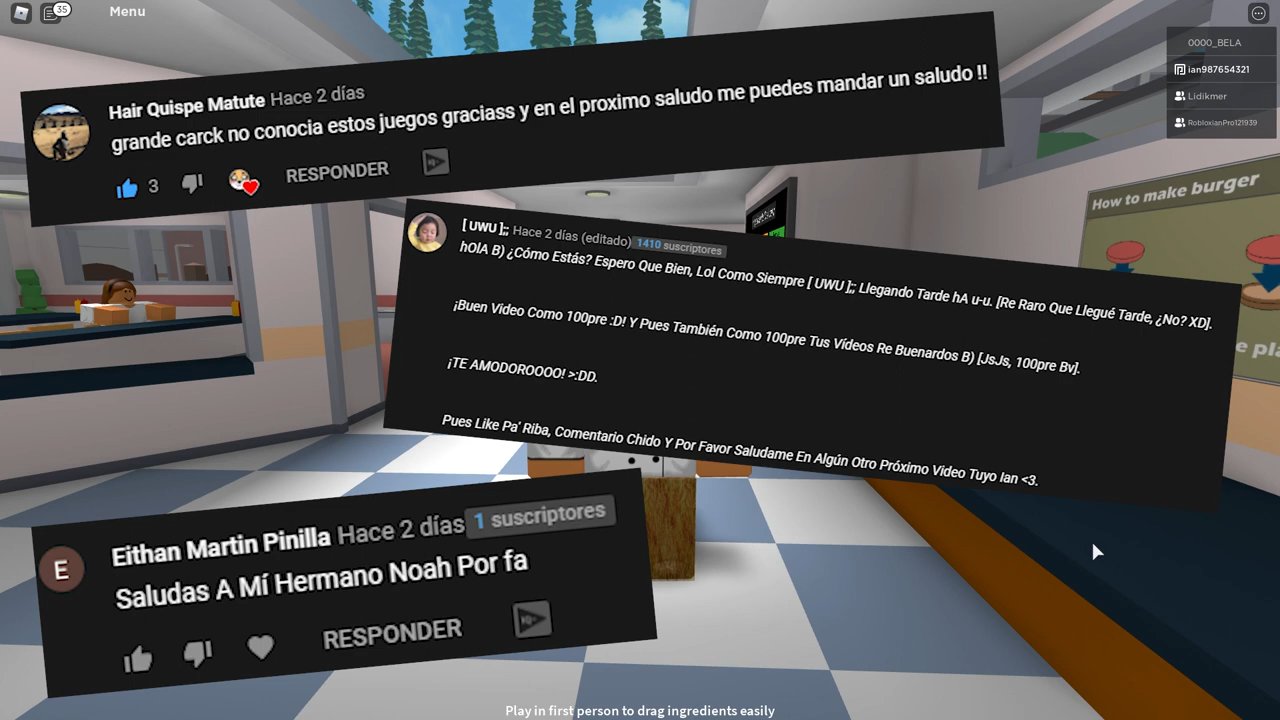 35
Menu
0000_BELA
ian987654321
Lidikmer
RobloxianPro121939
Hair Quispe Matute Hace 2 días
grande carck no conocia estos juegos graciass y en el proximo saludo me puedes mandar un saludo !!
3
RESPONDER
How to make burger
[ UWU ];; Hace 2 días (editado) 1410 suscriptores
hOlA B) ¿Cómo Estás? Espero Que Bien, Lol Como Siempre [ UWU ];; Llegando Tarde hA u-u. [Re Raro Que Llegué Tarde, ¿No? XD].
¡Buen Video Como 100pre :D! Y Pues También Como 100pre Tus Vídeos Re Buenardos B) [JsJs, 100pre Bv].
¡TE AMODOROOOO! >:DD.
Pues Like Pa' Riba, Comentario Chido Y Por Favor Saludame En Algún Otro Próximo Video Tuyo Ian <3.
e pla
Eithan Martin Pinilla Hace 2 días 1 suscriptores
E
Saludas A Mí Hermano Noah Por fa
RESPONDER
Play in first person to drag ingredients easily